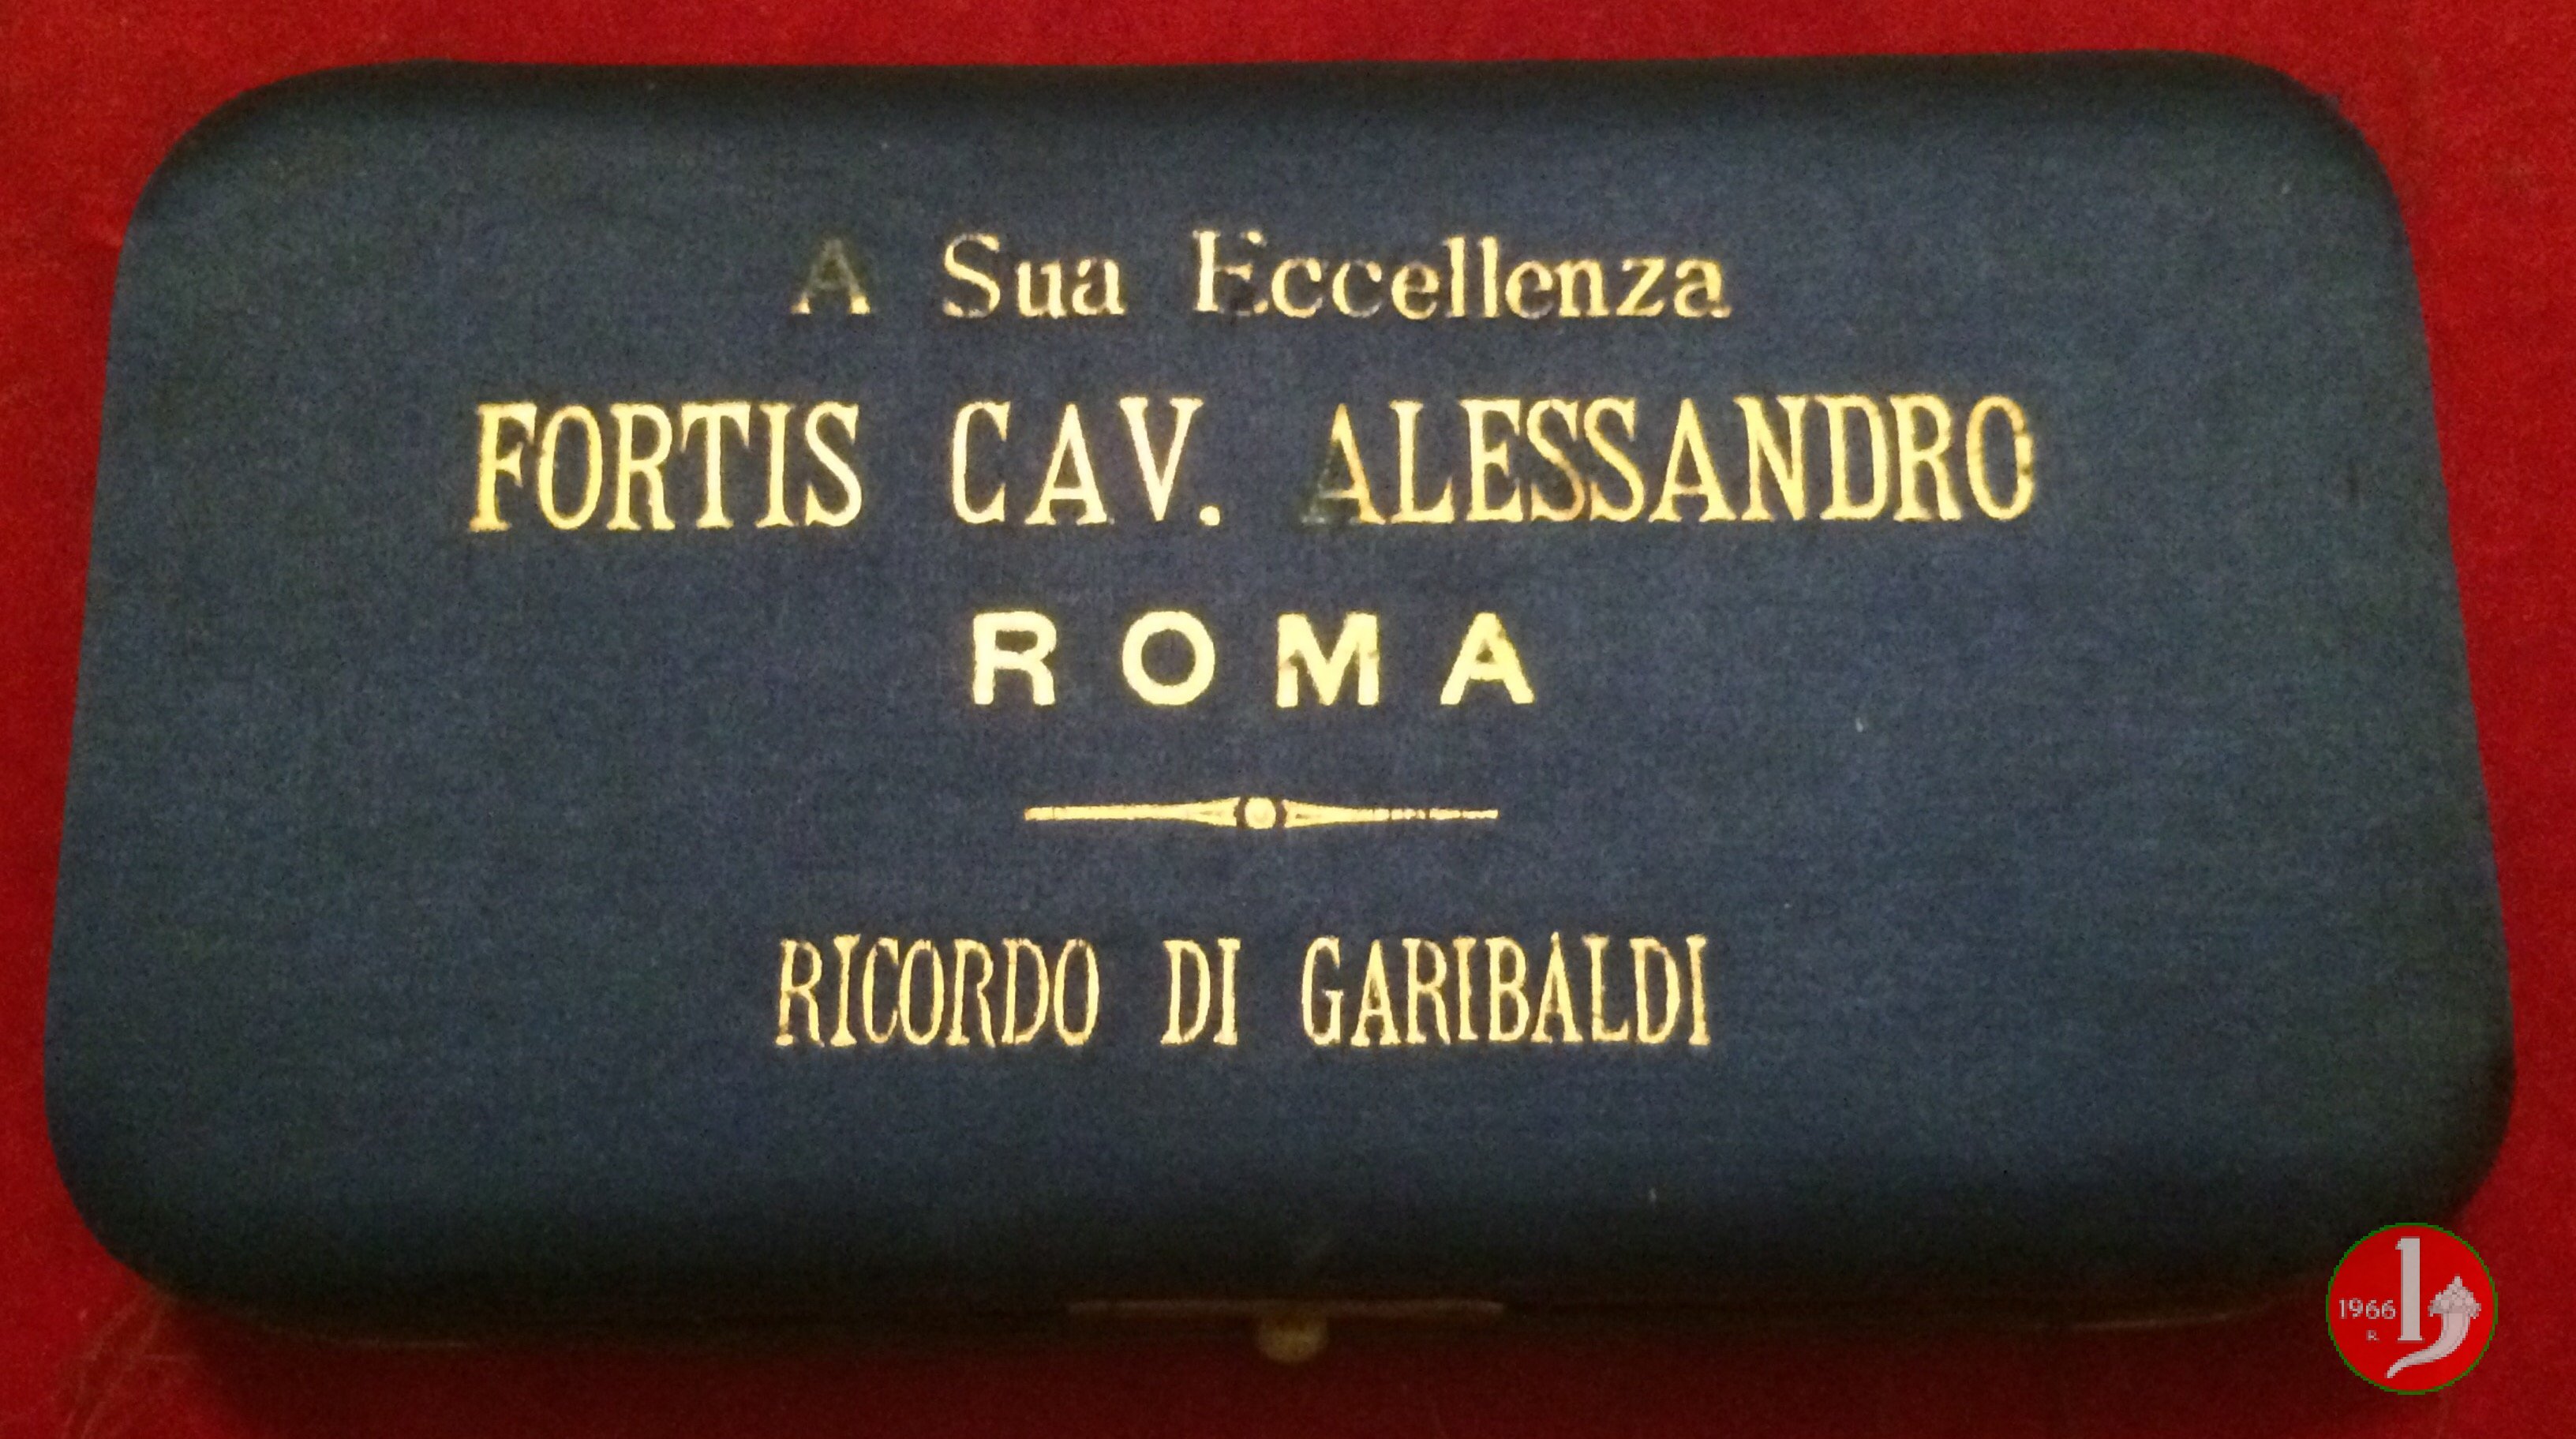 A Sua Eccellenza
FORTIS CAV. ALESSANDRO
ROMA
RICORDO DI GARIBALDI
1966
R